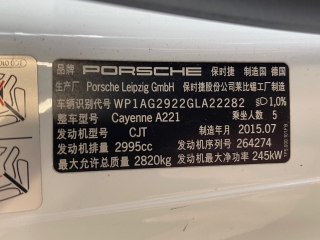 品牌 PORSCHE 保时捷 制造国 德国
生产厂 Porsche Leipzig GmbH 保时捷股份公司莱比锡工厂制造
车辆识别代号 WP1AG2922GLA22282 1,0%
整车型号 Cayenne A221 乘坐人数 5
发动机型号 CJT 制造年月 2015.07
发动机排量 2995cc 发动机序列号 264274
最大允许总质量 2820kg 发动机最大净功率 245kW